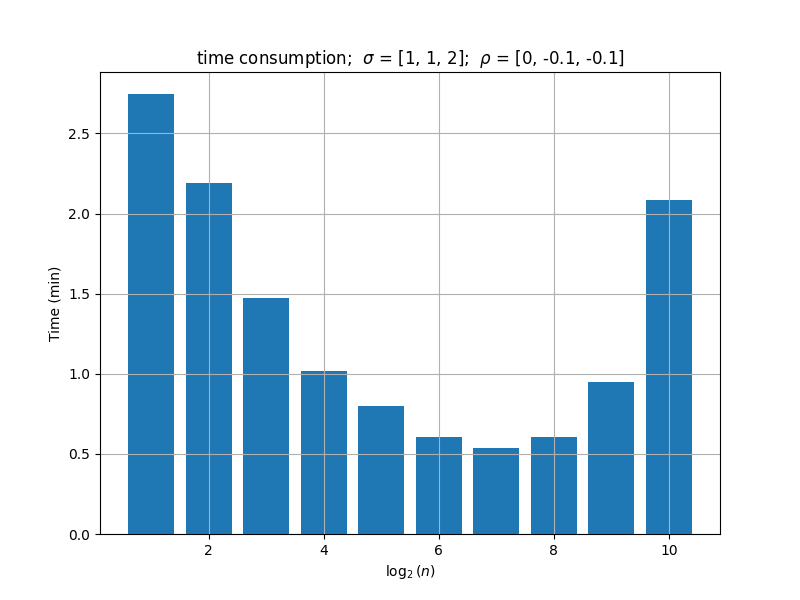 time consumption;  σ = [1, 1, 2];  ρ = [0, -0.1, -0.1]
2.5
2.0
1.5
1.0
0.5
0.0
Time (min)
2 4 6 8 10
log₂ (n)